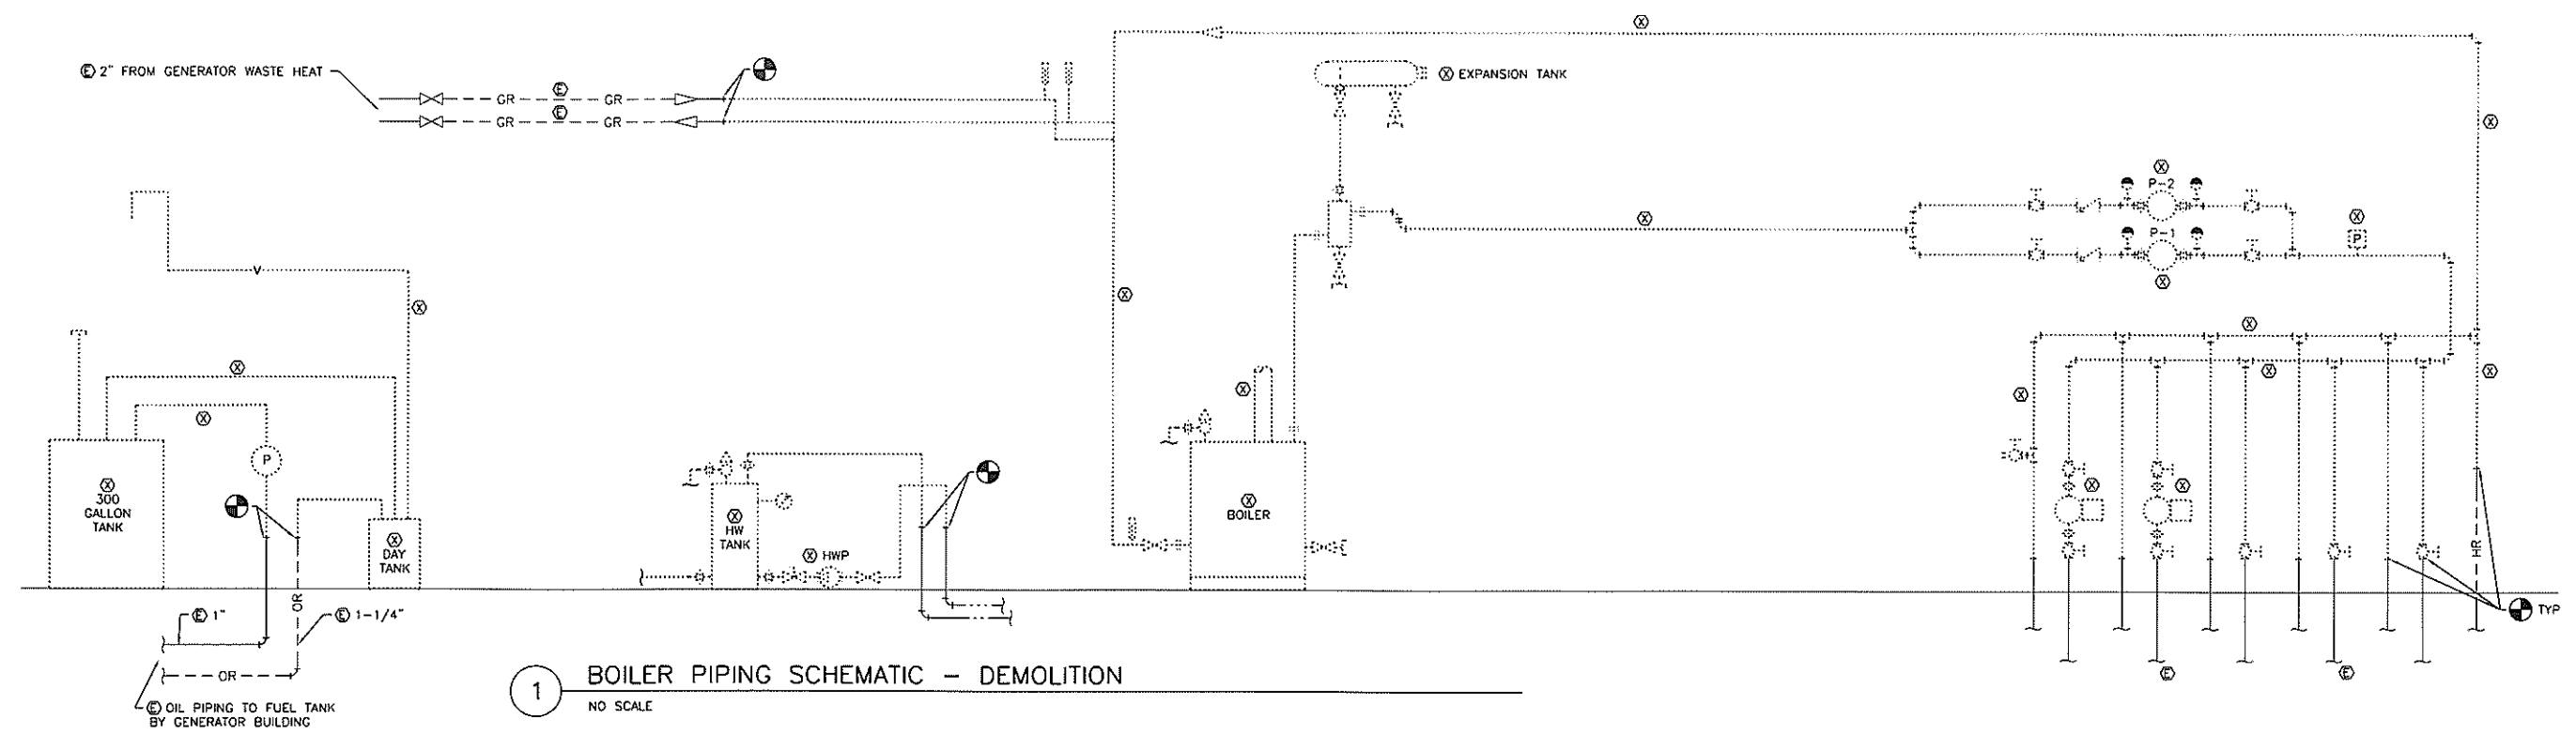 Ⓧ
Ⓔ 2" FROM GENERATOR WASTE HEAT
Ⓔ
GR GR
Ⓔ
GR GR
Ⓧ EXPANSION TANK
Ⓧ
Ⓧ
P-2
Ⓧ
Ⓧ
P
P-1
Ⓧ
Ⓧ
Ⓧ
Ⓧ
Ⓧ
Ⓧ
Ⓧ
Ⓧ
Ⓧ
Ⓧ
Ⓧ
P
Ⓧ
300
GALLON
TANK
Ⓧ
DAY
TANK
Ⓧ
HW
TANK
Ⓧ HWP
Ⓧ
BOILER
Ⓧ
Ⓧ
HR
OR
Ⓔ 1"
Ⓔ 1-1/4"
OR
Ⓔ OIL PIPING TO FUEL TANK
BY GENERATOR BUILDING
TYP
Ⓔ
Ⓔ
1
BOILER PIPING SCHEMATIC – DEMOLITION
NO SCALE